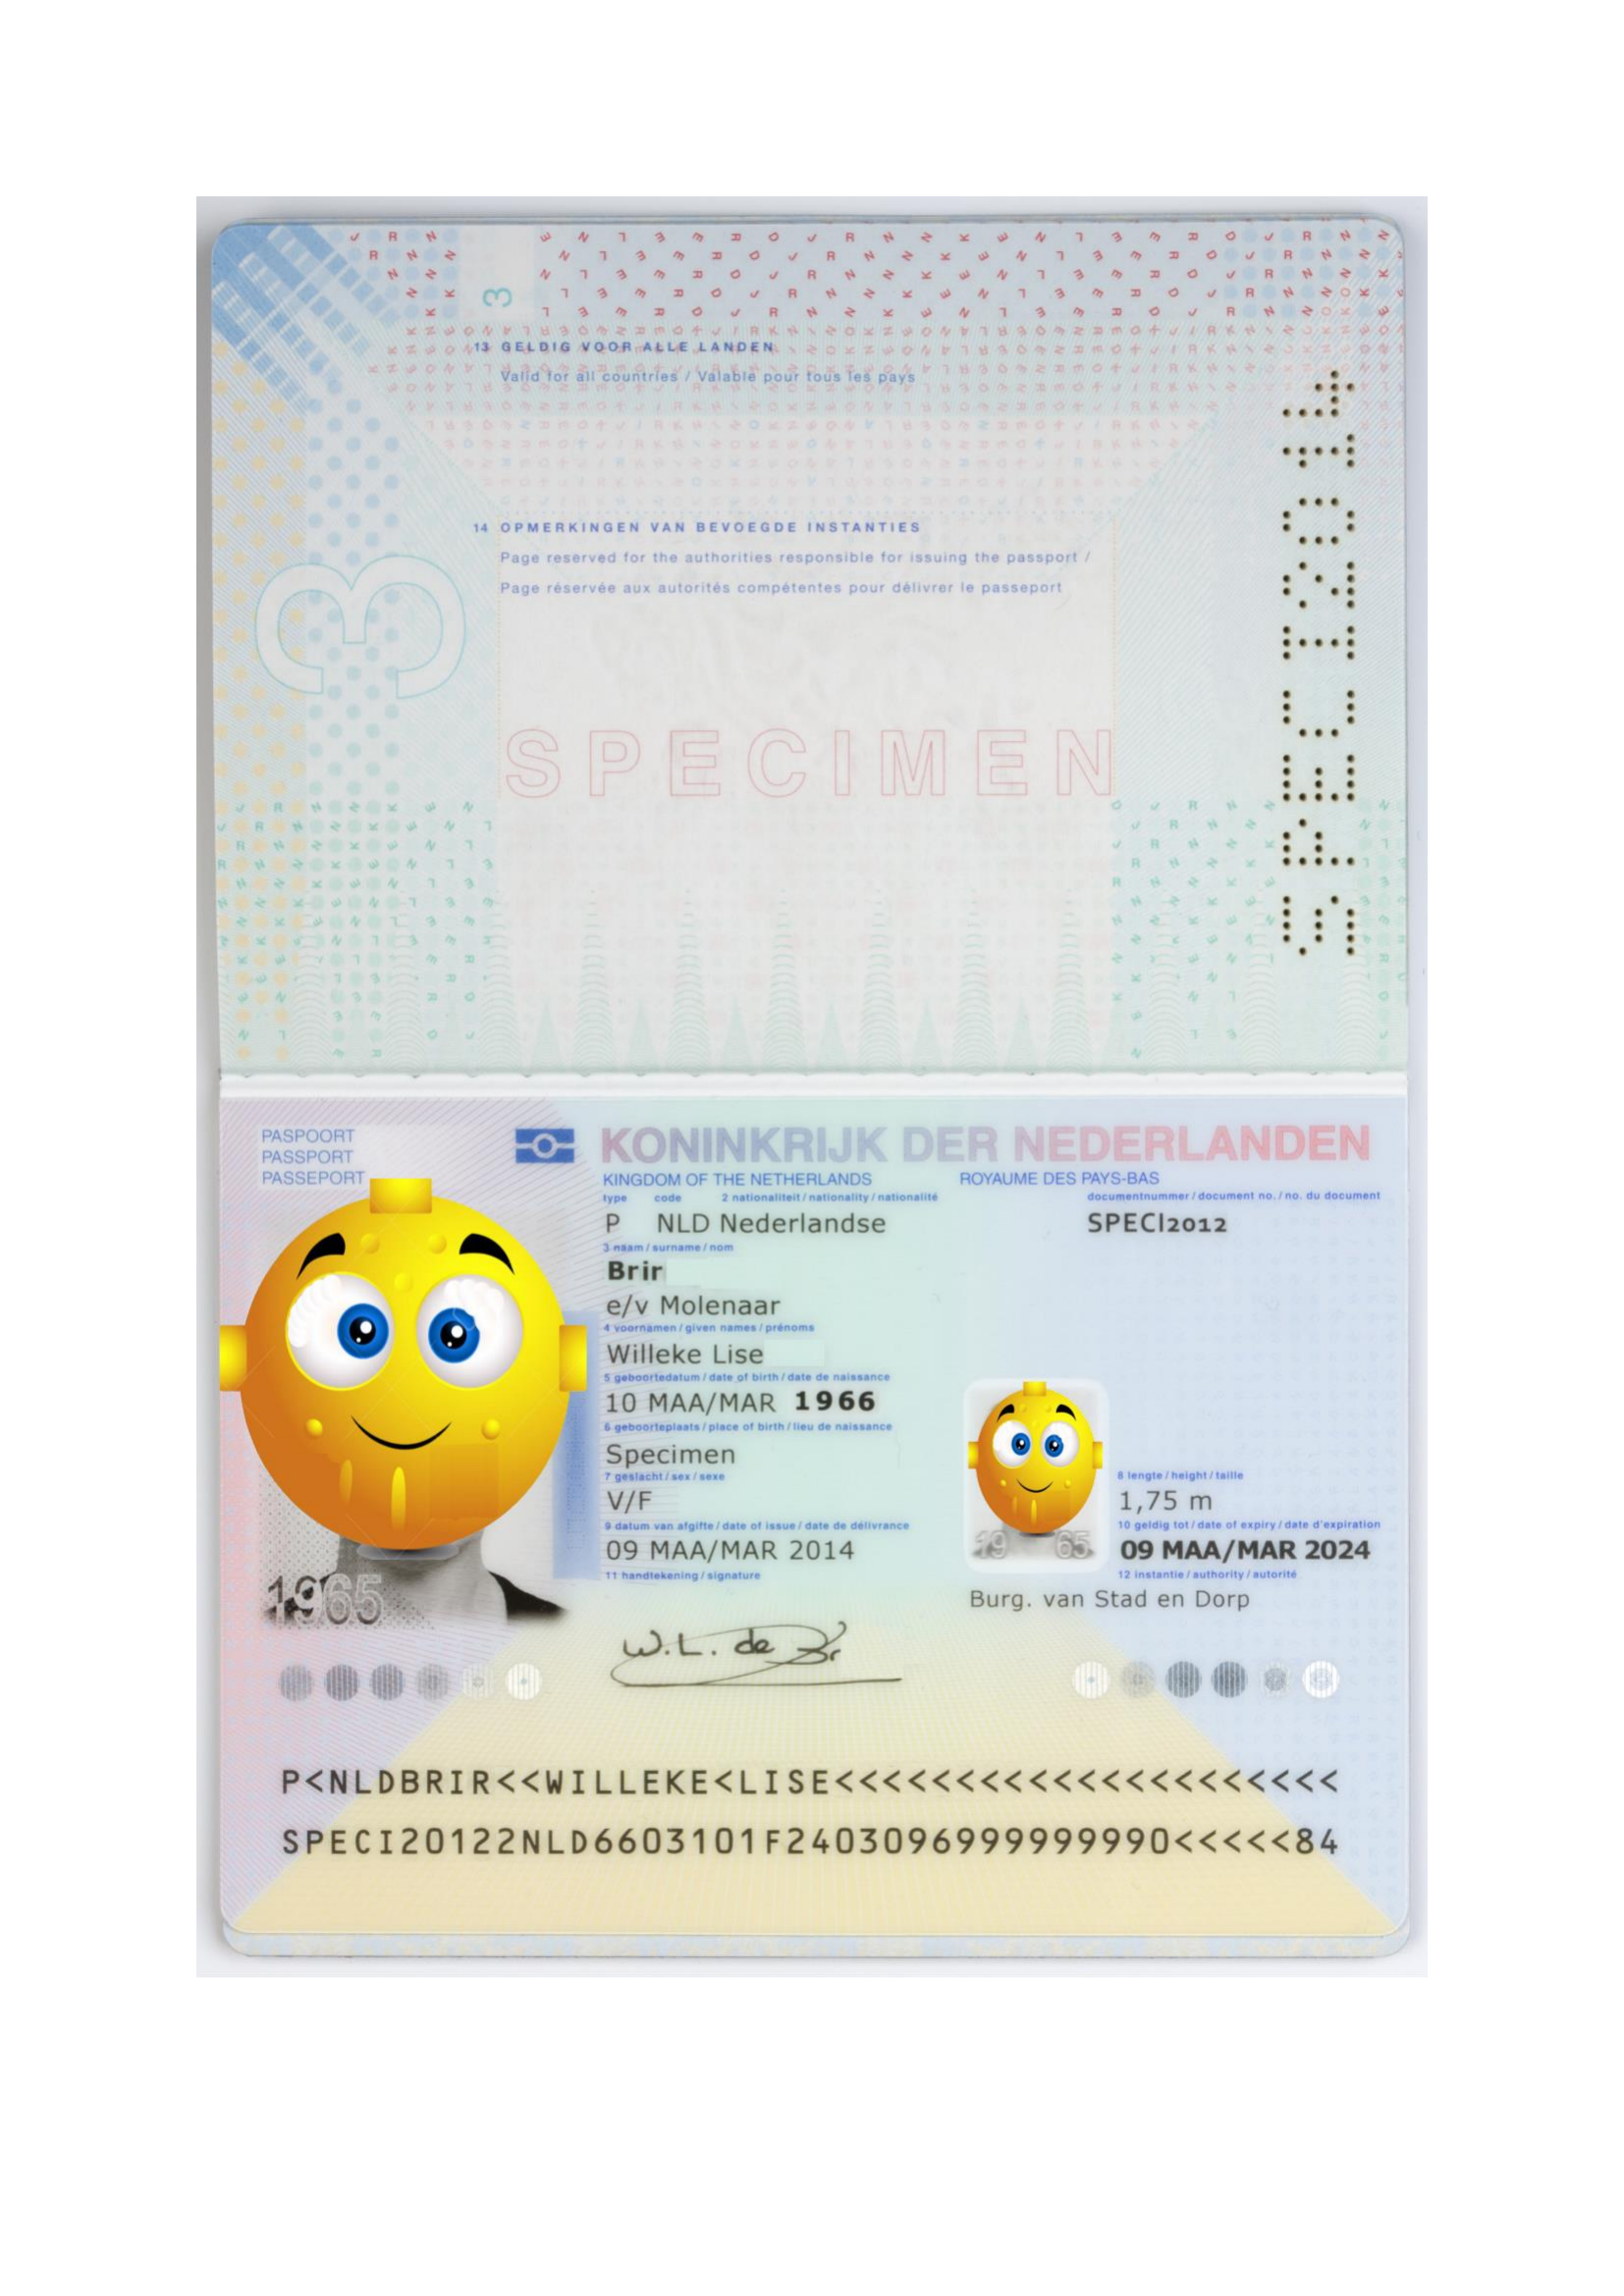 3
13 GELDIG VOOR ALLE LANDEN
Valid for all countries / Valable pour tous les pays
14 OPMERKINGEN VAN BEVOEGDE INSTANTIES
Page reserved for the authorities responsible for issuing the passport /
Page réservée aux autorités compétentes pour délivrer le passeport
3
SPECIMEN
SPECI2014
PASPOORT
PASSPORT
PASSEPORT
KONINKRIJK DER NEDERLANDEN
KINGDOM OF THE NETHERLANDS ROYAUME DES PAYS-BAS
type code 2 nationaliteit / nationality / nationalité documentnummer / document no. / no. du document
P NLD Nederlandse SPECI2012
3 naam / surname / nom
Brir
e/v Molenaar
4 voornamen / given names / prénoms
Willeke Lise
5 geboortedatum / date of birth / date de naissance
10 MAA/MAR 1966
6 geboorteplaats / place of birth / lieu de naissance
Specimen
7 geslacht / sex / sexe 8 lengte / height / taille
V/F 1,75 m
9 datum van afgifte / date of issue / date de délivrance 10 geldig tot / date of expiry / date d'expiration
09 MAA/MAR 2014 09 MAA/MAR 2024
11 handtekening / signature 12 instantie / authority / autorité
Burg. van Stad en Dorp
1965
19 65
W.L. de Br
P<NLDBRIR<<WILLEKE<LISE<<<<<<<<<<<<<<<<<<<<<
SPECI20122NLD6603101F2403096999999990<<<<<84